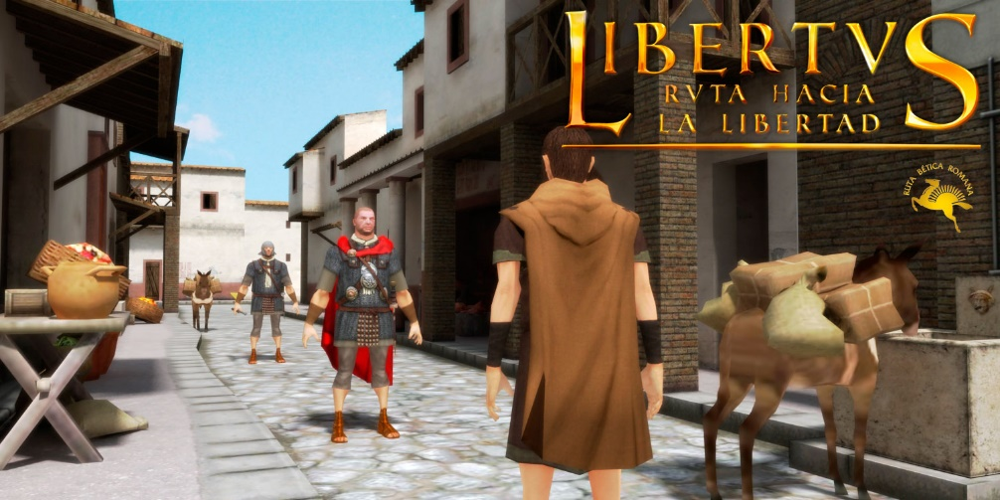 LIBERTVS
RVTA HACIA
LA LIBERTAD
RUTA BÉTICA ROMANA